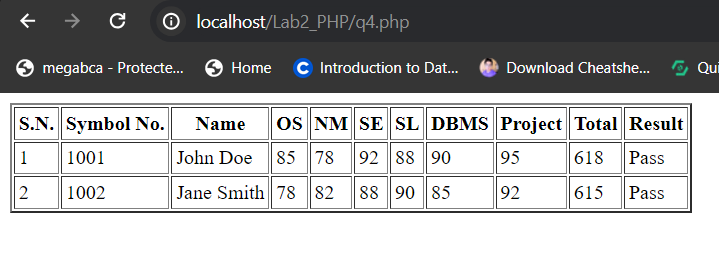 localhost/Lab2_PHP/q4.php
megabca - Protecte... Home Introduction to Dat... Download Cheatshe... Qui
S.N. Symbol No. Name OS NM SE SL DBMS Project Total Result
1 1001 John Doe 85 78 92 88 90 95 618 Pass
2 1002 Jane Smith 78 82 88 90 85 92 615 Pass